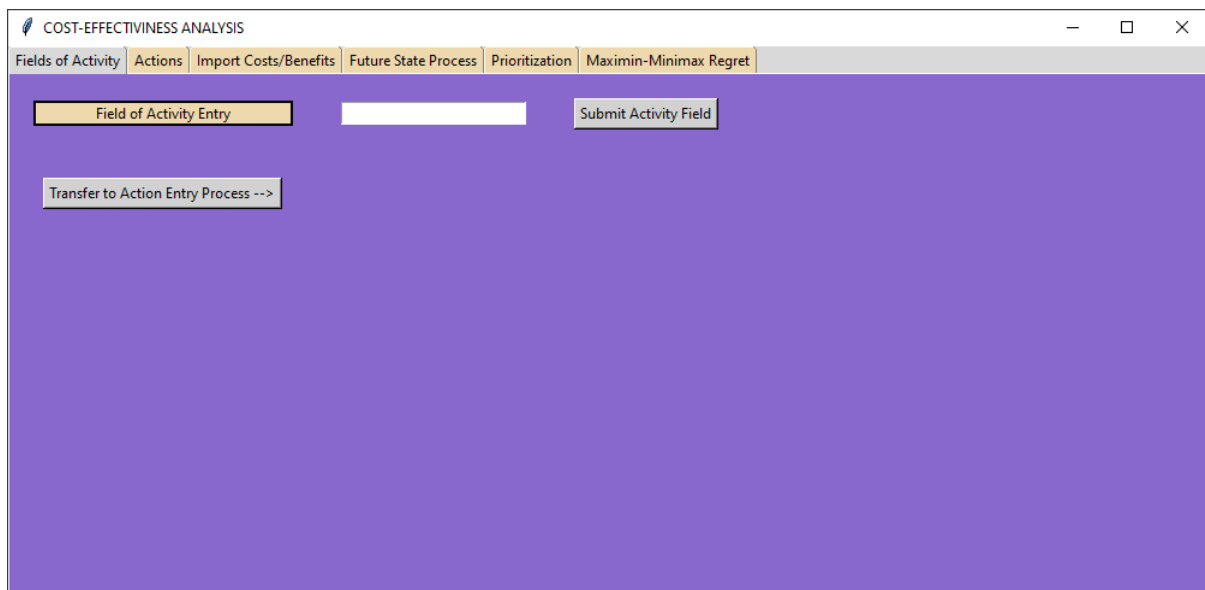 COST-EFFECTIVINESS ANALYSIS
Fields of Activity Actions Import Costs/Benefits Future State Process Prioritization Maximin-Minimax Regret
Field of Activity Entry Submit Activity Field
Transfer to Action Entry Process -->